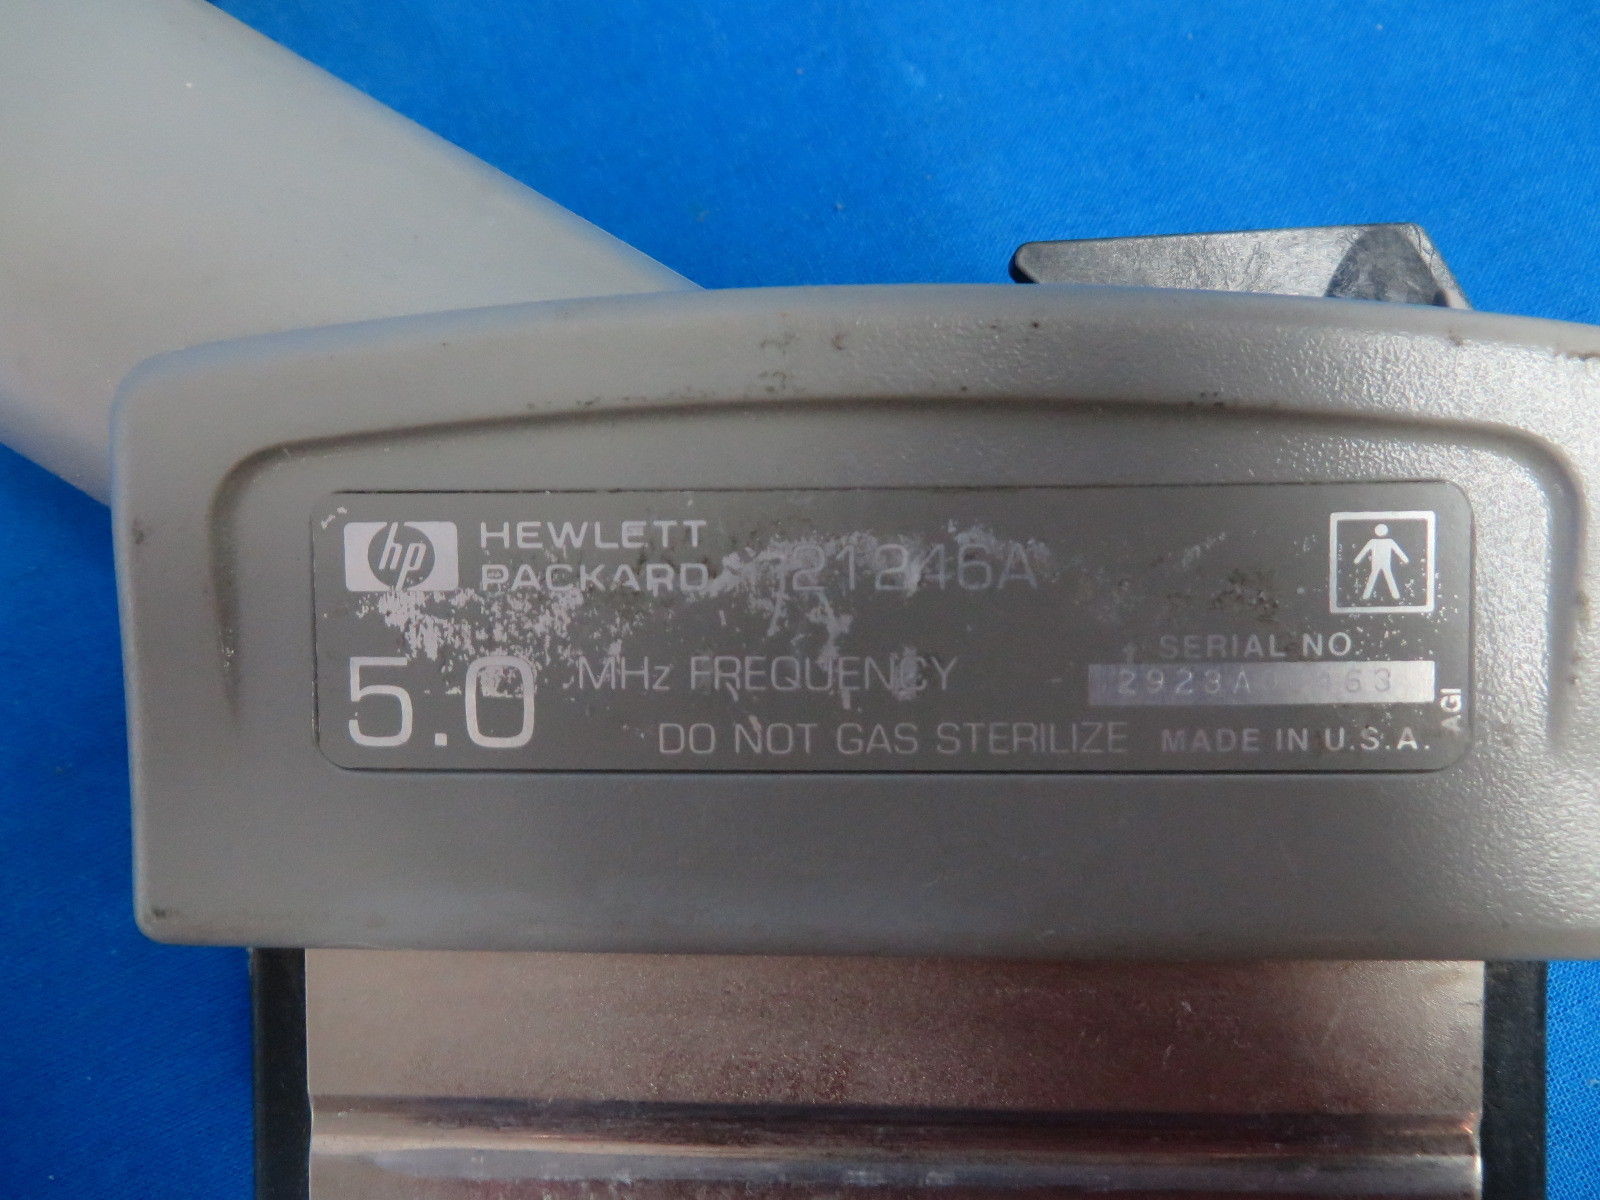 hp HEWLETT PACKARD 21246A
5.0 MHz FREQUENCY
DO NOT GAS STERILIZE
SERIAL NO
MADE IN U.S.A.
AGI